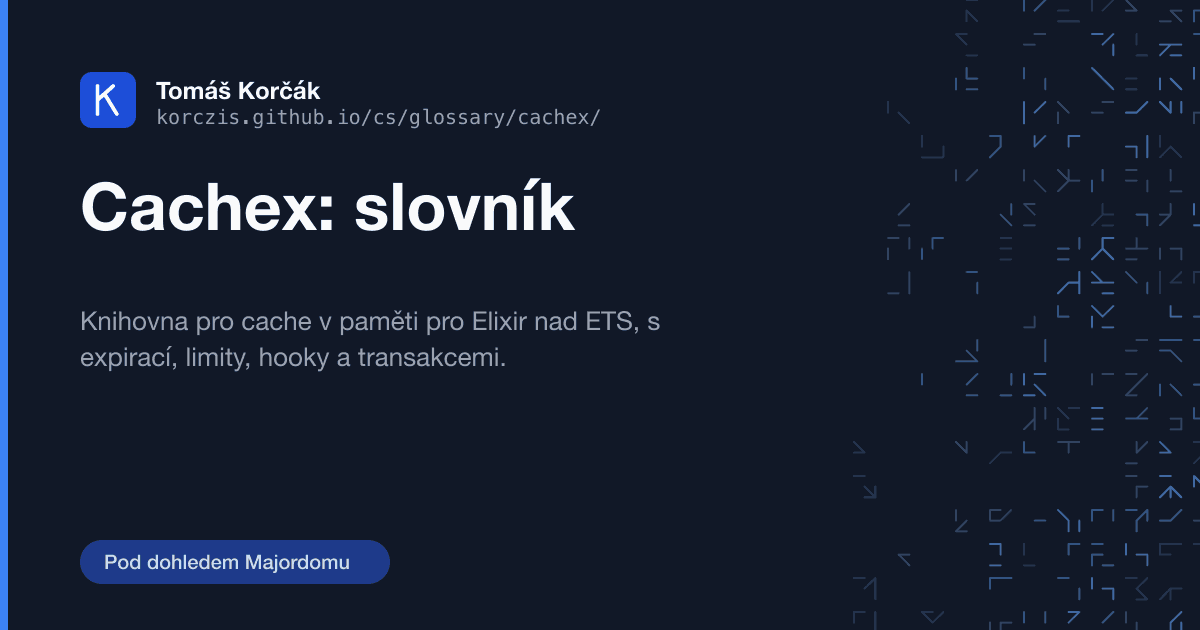 K
Tomáš Korčák
korczis.github.io/cs/glossary/cachex/
Cachex: slovník
Knihovna pro cache v paměti pro Elixir nad ETS, s
expirací, limity, hooky a transakcemi.
Pod dohledem Majordomu